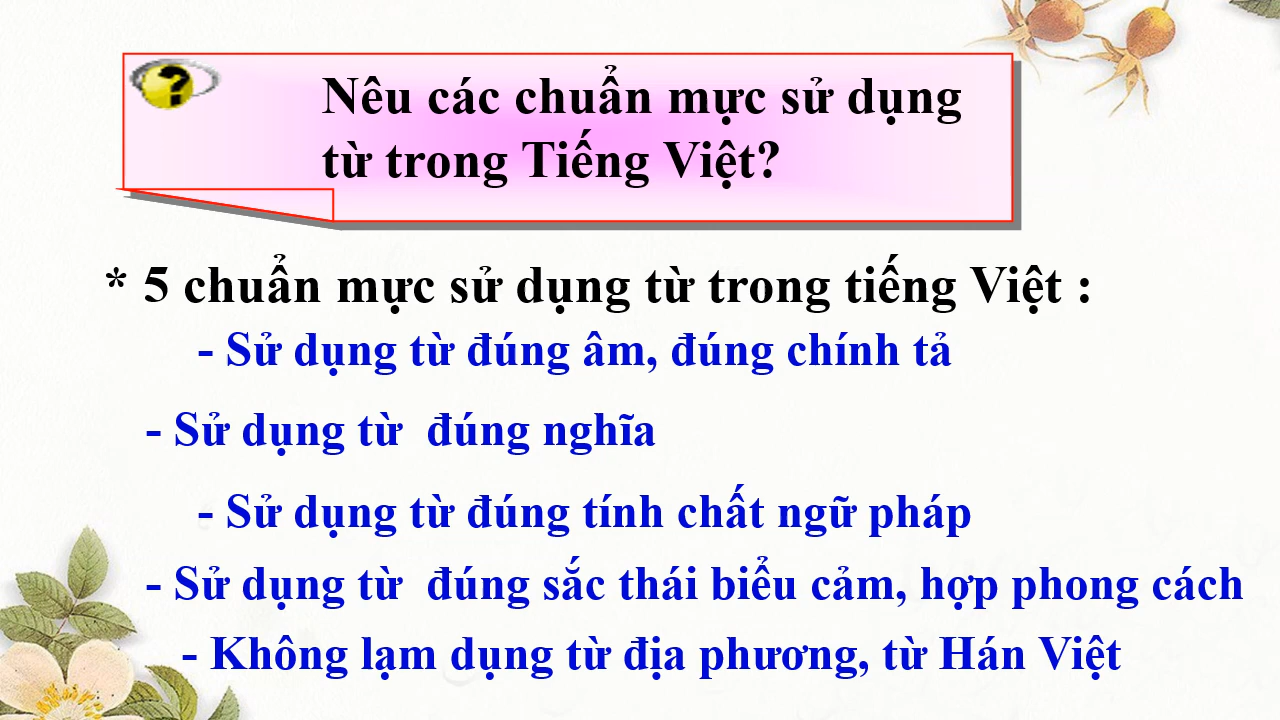 ?
Nêu các chuẩn mực sử dụng
từ trong Tiếng Việt?
* 5 chuẩn mực sử dụng từ trong tiếng Việt :
- Sử dụng từ đúng âm, đúng chính tả
- Sử dụng từ đúng nghĩa
- Sử dụng từ đúng tính chất ngữ pháp
- Sử dụng từ đúng sắc thái biểu cảm, hợp phong cách
- Không lạm dụng từ địa phương, từ Hán Việt